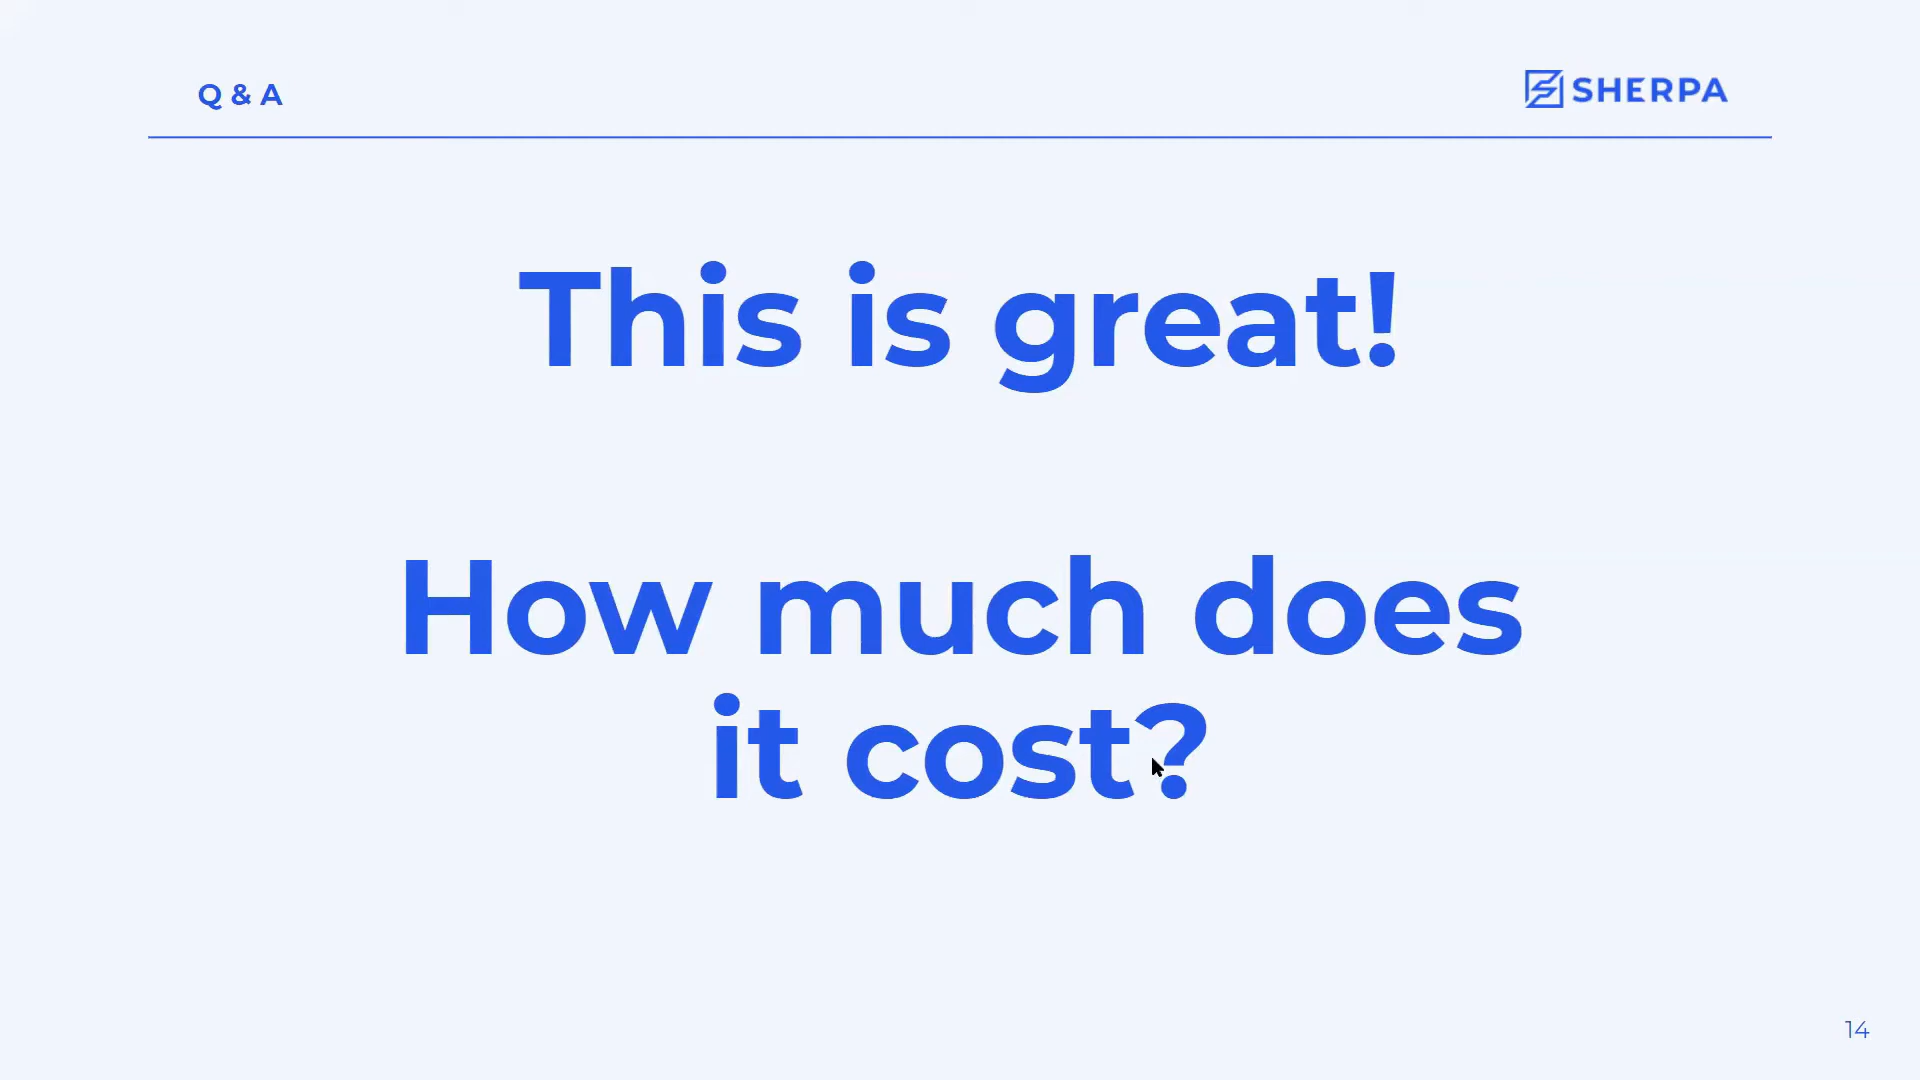 Q & A
SHERPA
This is great!
How much does
it cost?
14